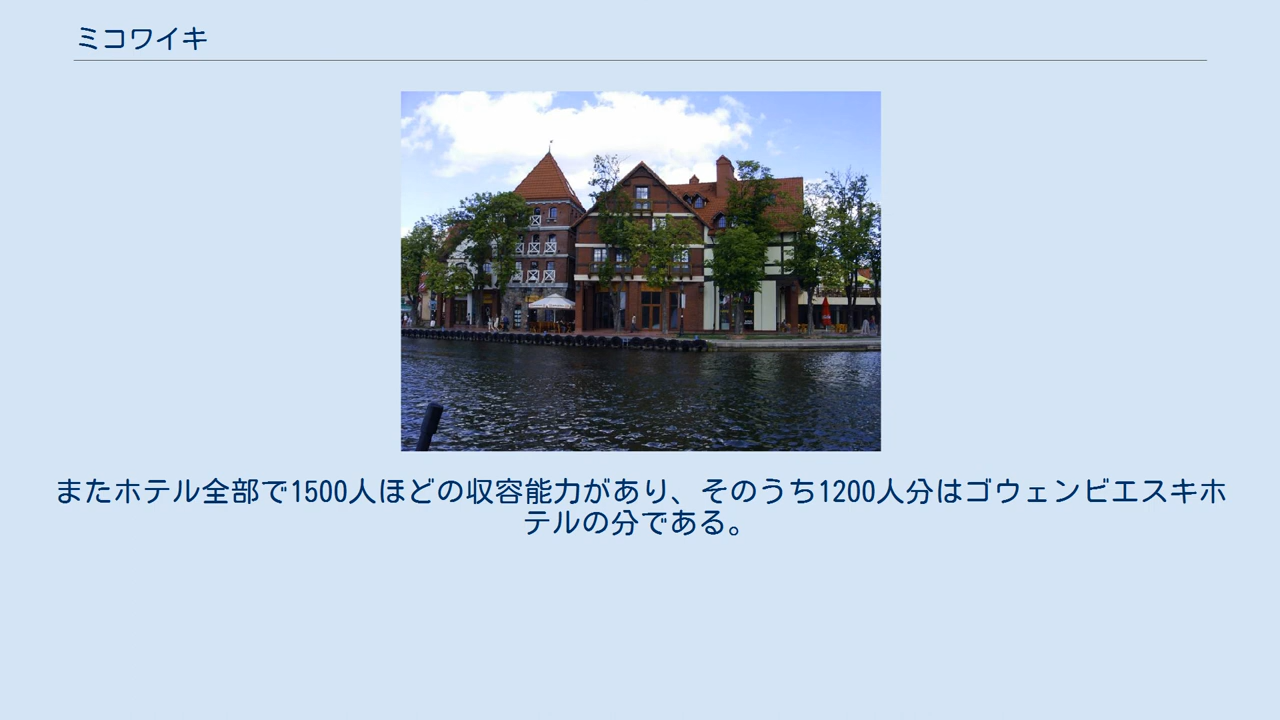 ミコワイキ
またホテル全部で1500人ほどの収容能力があり、そのうち1200人分はゴウェンビエスキホ
テルの分である。